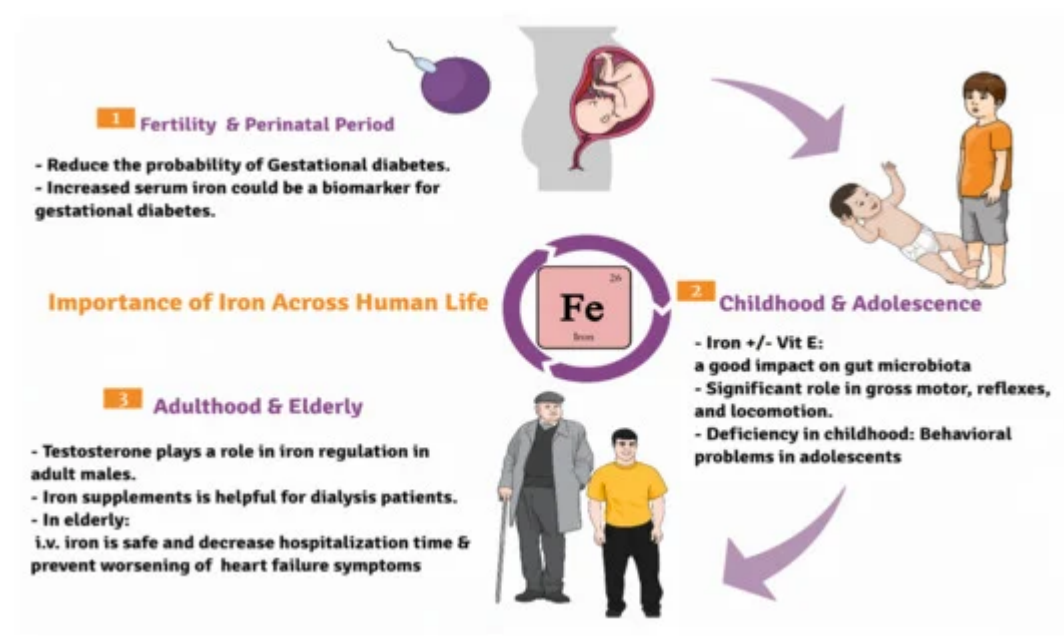 1
Fertility & Perinatal Period
- Reduce the probability of Gestational diabetes.
- Increased serum iron could be a biomarker for
gestational diabetes.
Importance of Iron Across Human Life
26
Fe
Iron
2
Childhood & Adolescence
- Iron +/- Vit E:
a good impact on gut microbiota
- Significant role in gross motor, reflexes,
and locomotion.
- Deficiency in childhood: Behavioral
problems in adolescents
3
Adulthood & Elderly
- Testosterone plays a role in iron regulation in
adult males.
- Iron supplements is helpful for dialysis patients.
- In elderly:
i.v. iron is safe and decrease hospitalization time &
prevent worsening of heart failure symptoms